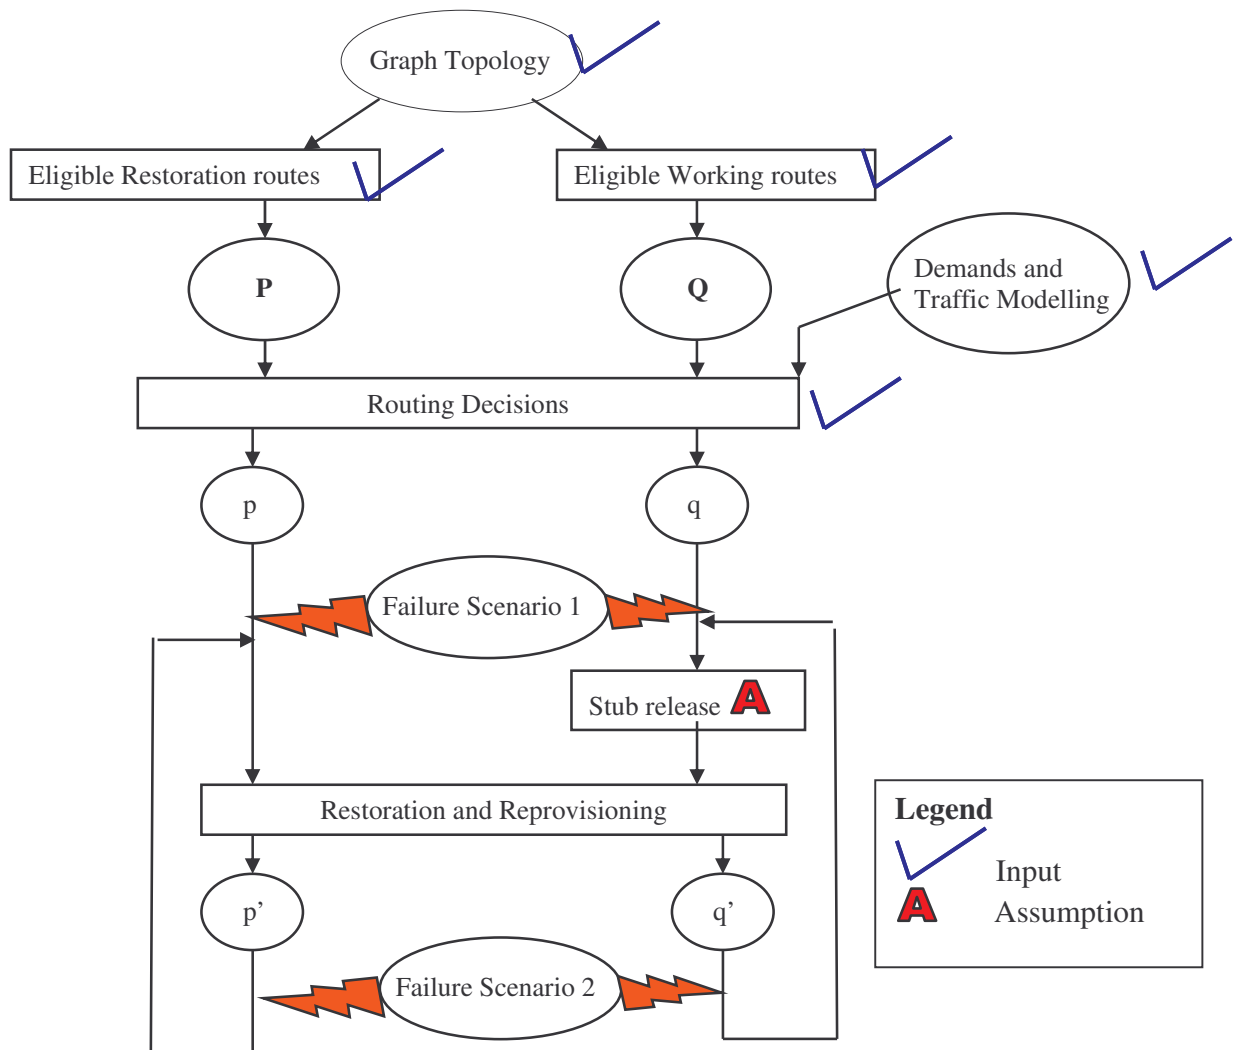 Graph Topology
Eligible Restoration routes
Eligible Working routes
P
Q
Demands and
Traffic Modelling
Routing Decisions
p
q
Failure Scenario 1
Stub release A
Restoration and Reprovisioning
Legend
Input
A Assumption
p’
q’
Failure Scenario 2